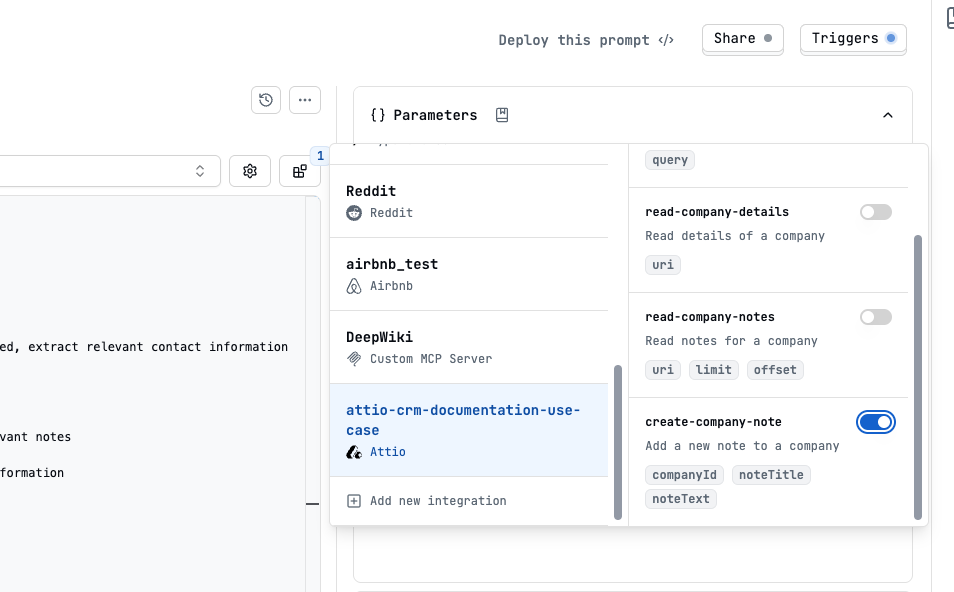 Deploy this prompt </>
Share
Triggers
{} Parameters
1
Reddit
Reddit
airbnb_test
Airbnb
DeepWiki
Custom MCP Server
attio-crm-documentation-use-
case
Attio
Add new integration
query
read-company-details
Read details of a company
uri
read-company-notes
Read notes for a company
uri limit offset
create-company-note
Add a new note to a company
companyId noteTitle
noteText
ed, extract relevant contact information
vant notes
formation